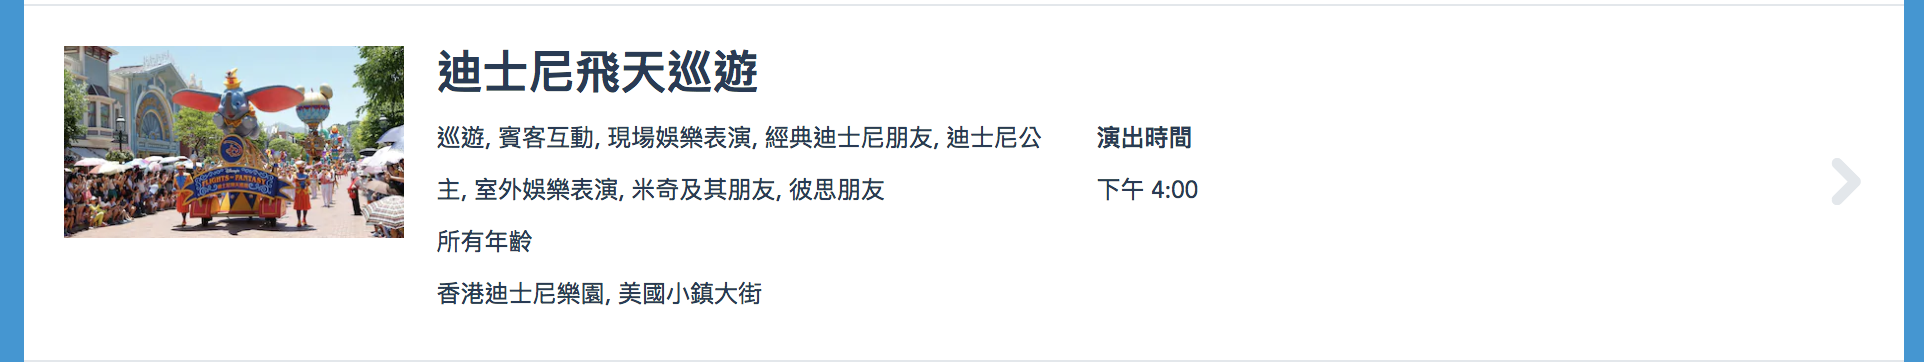 迪士尼飛天巡遊
巡遊, 賓客互動, 現場娛樂表演, 經典迪士尼朋友, 迪士尼公
主, 室外娛樂表演, 米奇及其朋友, 彼思朋友
所有年齡
香港迪士尼樂園, 美國小鎮大街
演出時間
下午 4:00
FLIGHTS OF FANTASY